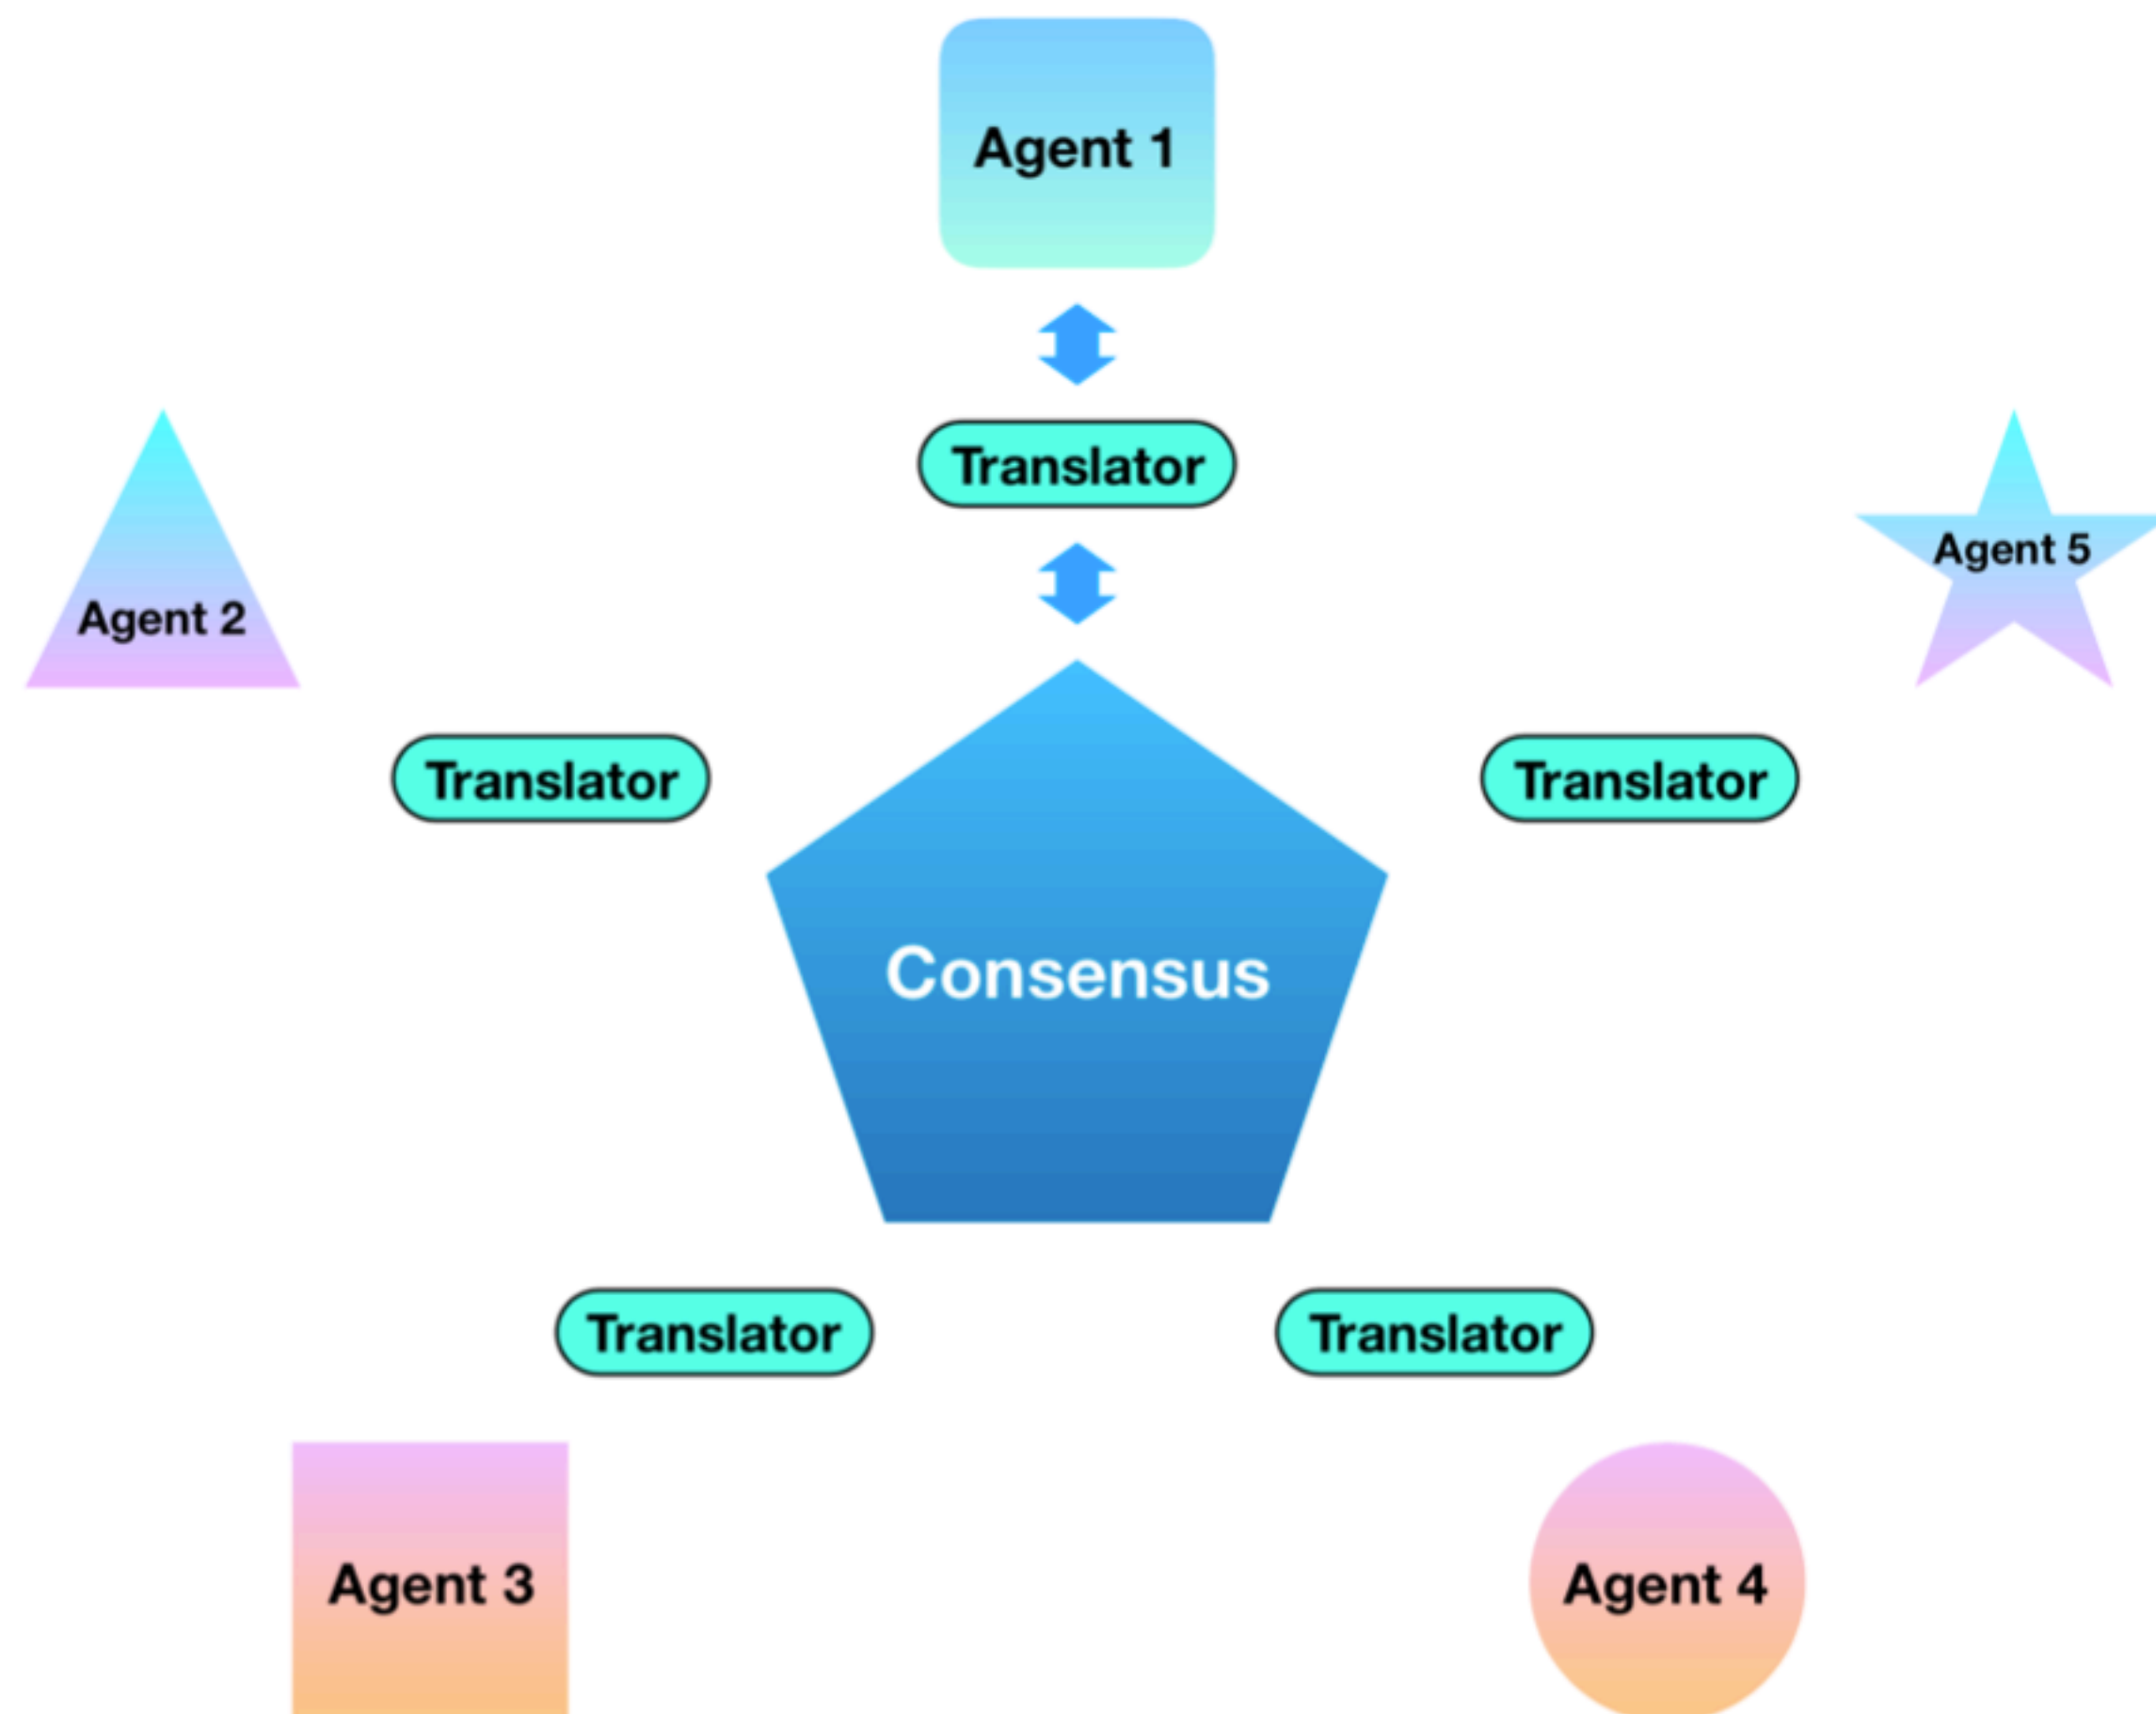 Agent 1
Translator
Agent 2
Agent 5
Translator
Translator
Consensus
Translator
Translator
Agent 3
Agent 4